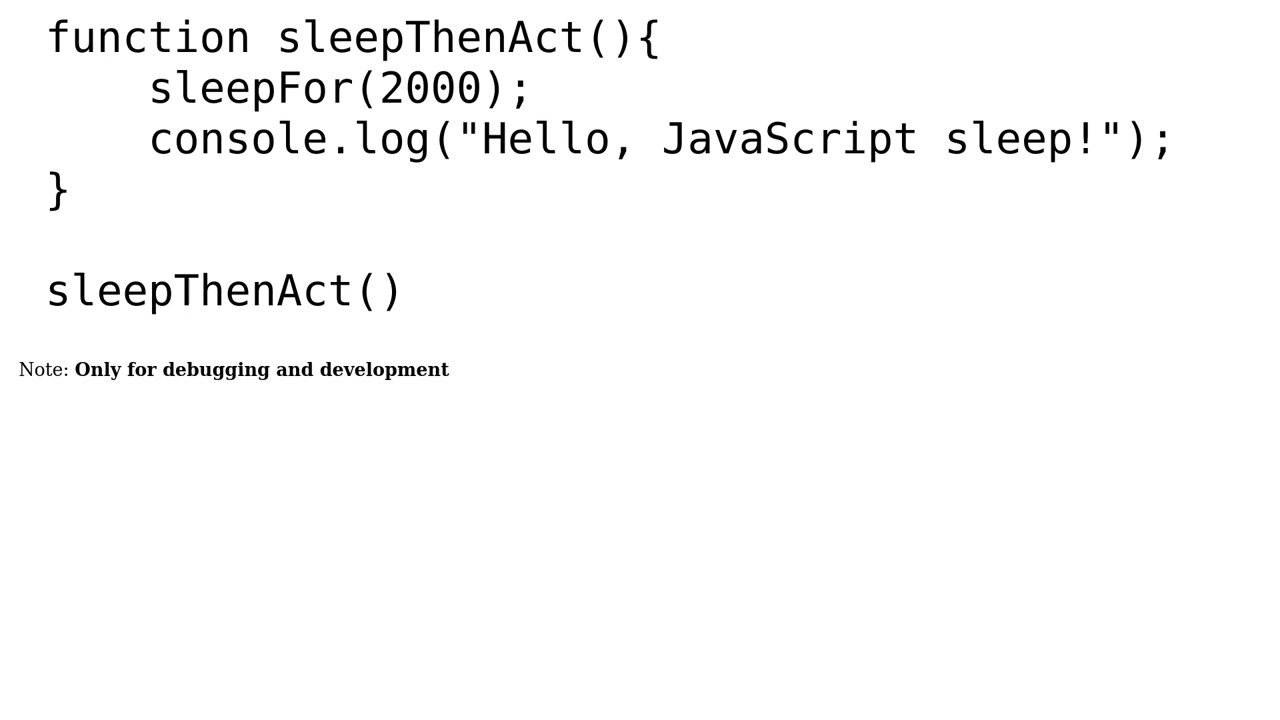 function sleepThenAct(){
    sleepFor(2000);
    console.log("Hello, JavaScript sleep!");
}

sleepThenAct()

Note: Only for debugging and development